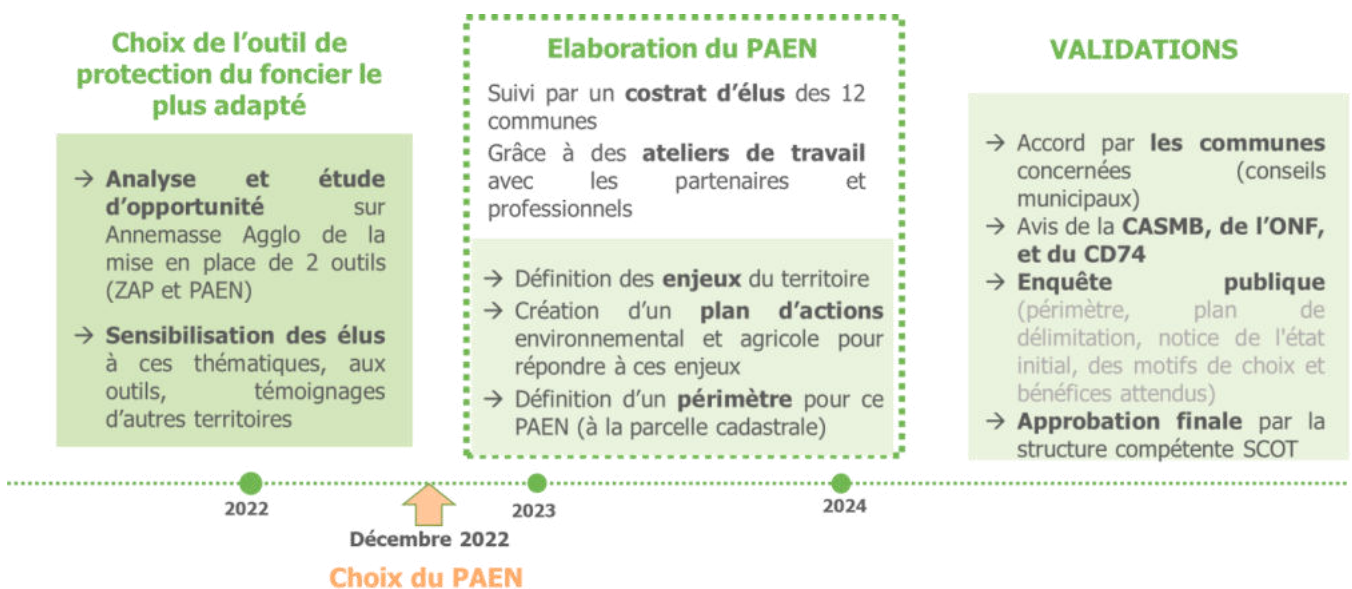 Choix de l’outil de
protection du foncier le
plus adapté
→ Analyse et étude
d’opportunité sur
Annemasse Agglo de la
mise en place de 2 outils
(ZAP et PAEN)
→ Sensibilisation des élus
à ces thématiques, aux
outils, témoignages
d’autres territoires
Elaboration du PAEN
Suivi par un costrat d’élus des 12
communes
Grâce à des ateliers de travail
avec les partenaires et
professionnels
→ Définition des enjeux du territoire
→ Création d’un plan d’actions
environnemental et agricole pour
répondre à ces enjeux
→ Définition d’un périmètre pour ce
PAEN (à la parcelle cadastrale)
VALIDATIONS
→ Accord par les communes
concernées (conseils
municipaux)
→ Avis de la CASMB, de l’ONF,
et du CD74
→ Enquête publique
(périmètre, plan de
délimitation, notice de l'état
initial, des motifs de choix et
bénéfices attendus)
→ Approbation finale par la
structure compétente SCOT
2022
2023
2024
Décembre 2022
Choix du PAEN